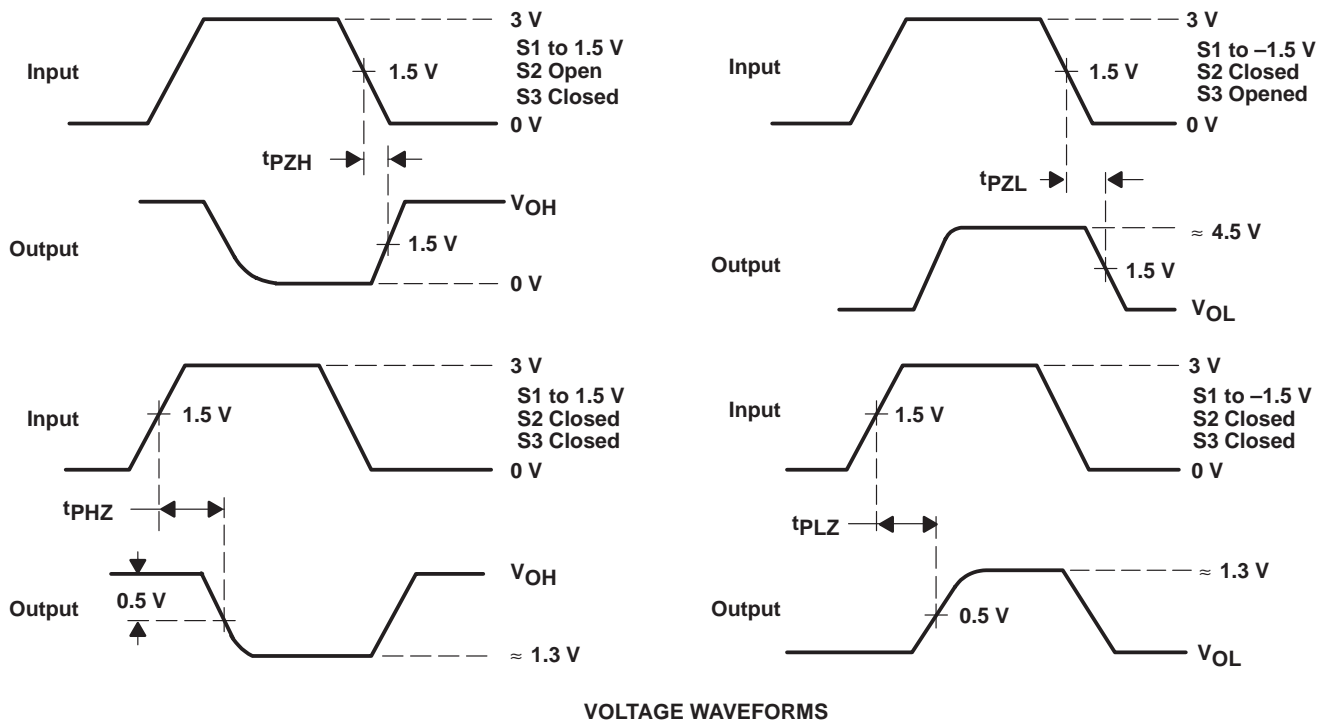 3 V
S1 to 1.5 V
S2 Open
S3 Closed
Input
1.5 V
0 V
tPZH
VOH
Output
1.5 V
0 V
3 V
S1 to –1.5 V
S2 Closed
S3 Opened
Input
1.5 V
0 V
tPZL
≈ 4.5 V
Output
1.5 V
VOL
3 V
S1 to 1.5 V
S2 Closed
S3 Closed
Input
1.5 V
0 V
tPHZ
VOH
0.5 V
Output
≈ 1.3 V
3 V
S1 to –1.5 V
S2 Closed
S3 Closed
Input
1.5 V
0 V
tPLZ
≈ 1.3 V
Output
0.5 V
VOL
VOLTAGE WAVEFORMS